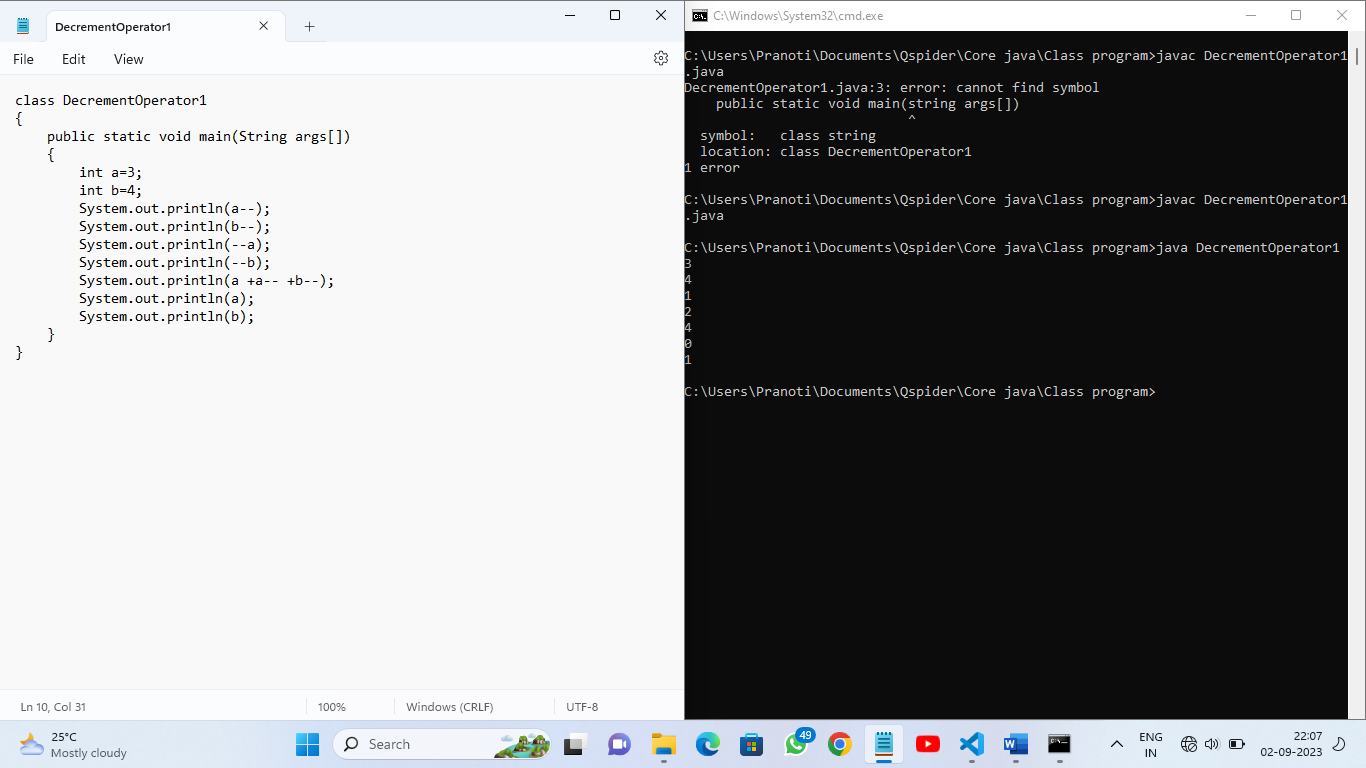 DecrementOperator1
File Edit View
class DecrementOperator1
{
    public static void main(String args[])
    {
        int a=3;
        int b=4;
        System.out.println(a--);
        System.out.println(b--);
        System.out.println(--a);
        System.out.println(--b);
        System.out.println(a +a-- +b--);
        System.out.println(a);
        System.out.println(b);
    }
}
Ln 10, Col 31 100% Windows (CRLF) UTF-8
C:\Windows\System32\cmd.exe
C:\Users\Pranoti\Documents\Qspider\Core java\Class program>javac DecrementOperator1
.java
DecrementOperator1.java:3: error: cannot find symbol
    public static void main(string args[])
                            ^
  symbol:   class string
  location: class DecrementOperator1
1 error
C:\Users\Pranoti\Documents\Qspider\Core java\Class program>javac DecrementOperator1
.java
C:\Users\Pranoti\Documents\Qspider\Core java\Class program>java DecrementOperator1
3
4
1
2
4
0
1
C:\Users\Pranoti\Documents\Qspider\Core java\Class program>
25°C
Mostly cloudy
Search
49
ENG
IN
22:07
02-09-2023